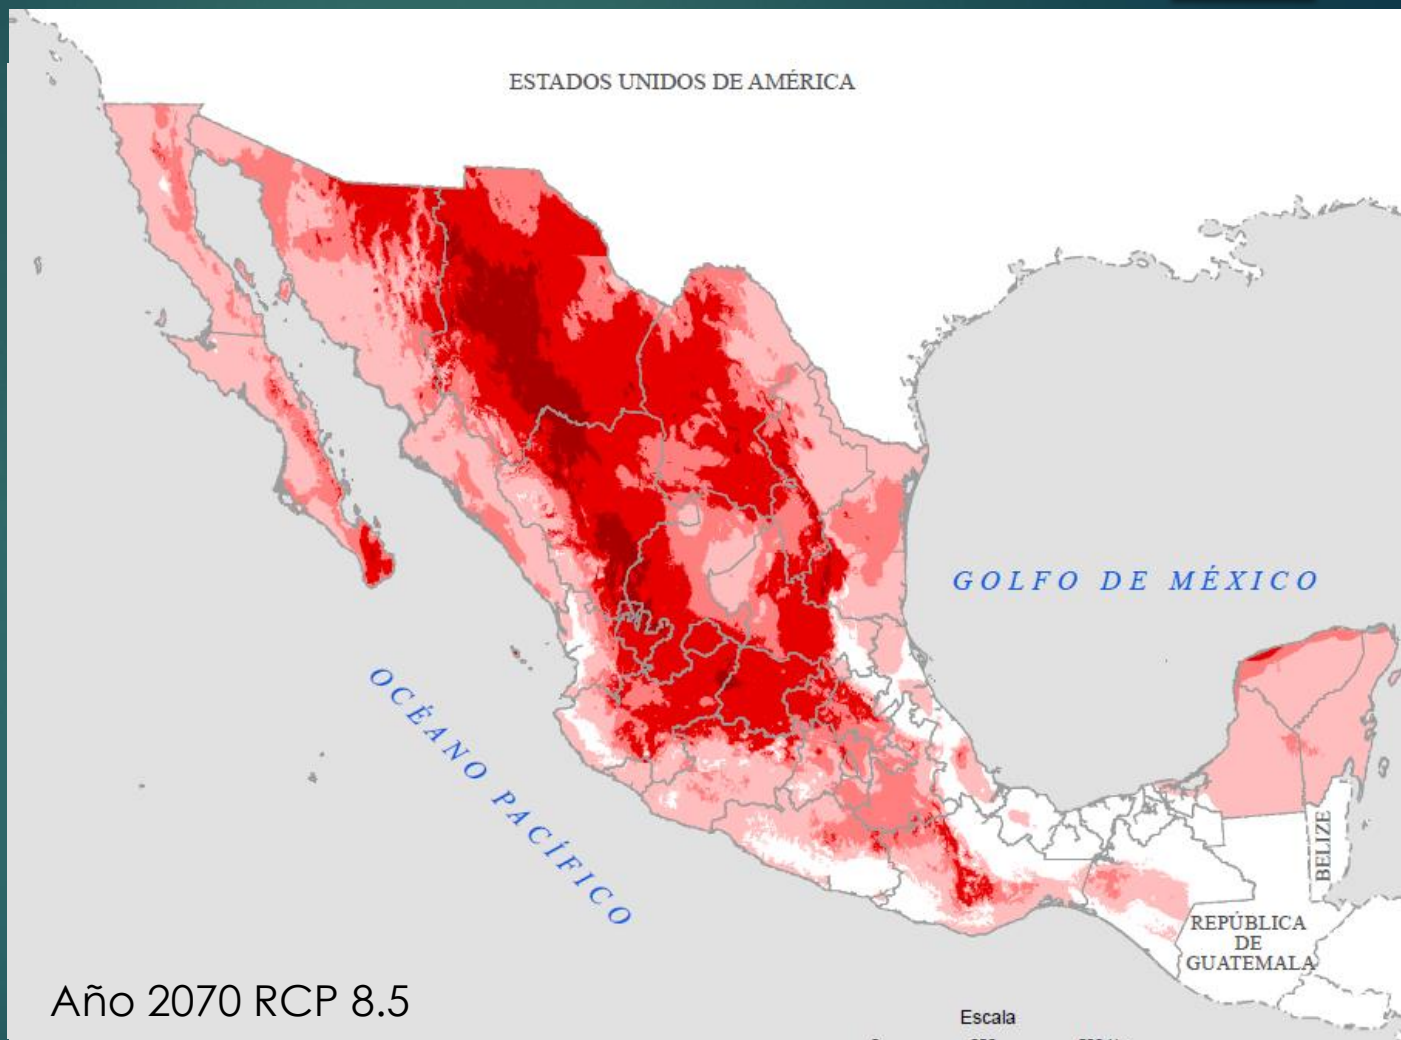 ESTADOS UNIDOS DE AMÉRICA
GOLFO DE MÉXICO
OCÉANO PACÍFICO
BELIZE
REPÚBLICA
DE
GUATEMALA
Año 2070 RCP 8.5
Escala